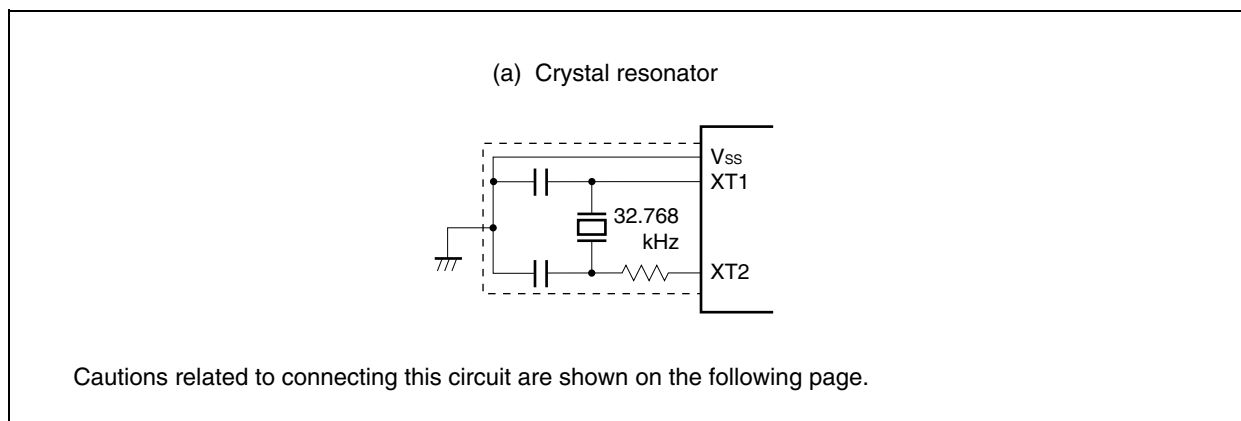 (a) Crystal resonator
Vss
XT1
32.768
kHz
XT2
Cautions related to connecting this circuit are shown on the following page.